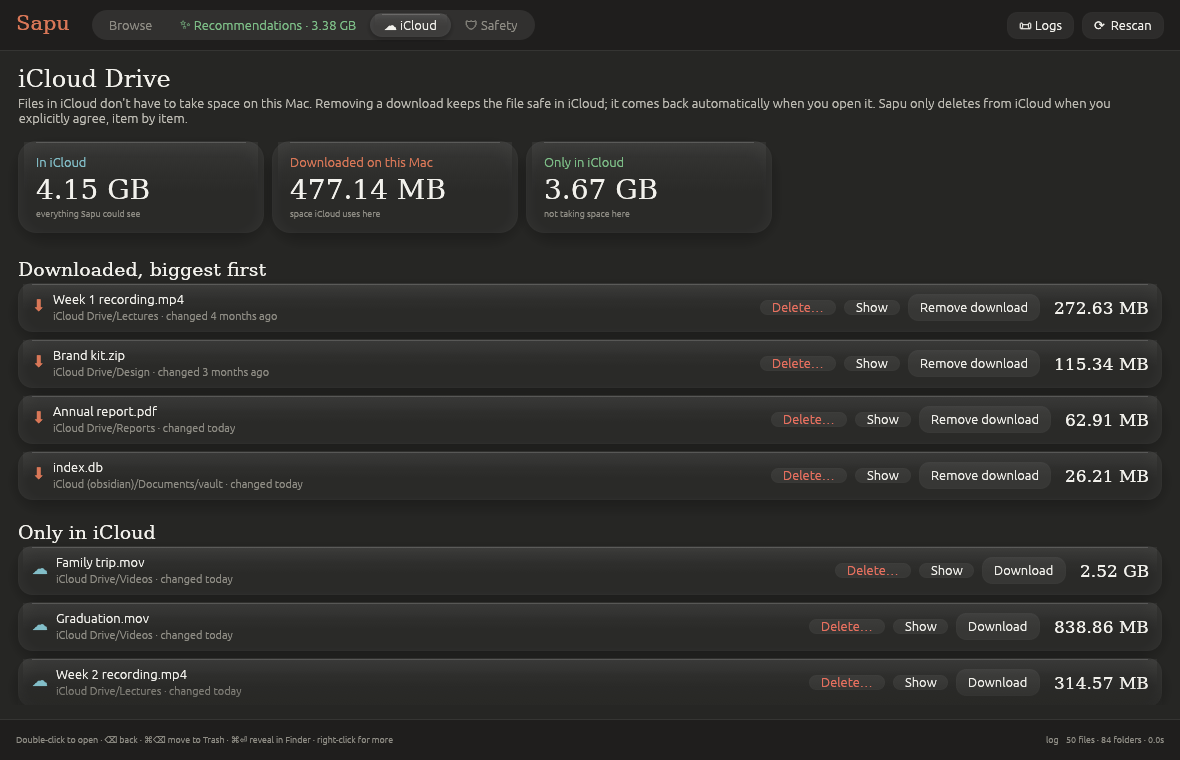 Sapu
Browse
✨ Recommendations · 3.38 GB
☁ iCloud
🛡 Safety
📜 Logs
⟳ Rescan
iCloud Drive
Files in iCloud don't have to take space on this Mac. Removing a download keeps the file safe in iCloud; it comes back automatically when you open it. Sapu only deletes from iCloud when you
explicitly agree, item by item.
In iCloud
4.15 GB
everything Sapu could see
Downloaded on this Mac
477.14 MB
space iCloud uses here
Only in iCloud
3.67 GB
not taking space here
Downloaded, biggest first
Week 1 recording.mp4
iCloud Drive/Lectures · changed 4 months ago
Delete…
Show
Remove download
272.63 MB
Brand kit.zip
iCloud Drive/Design · changed 3 months ago
Delete…
Show
Remove download
115.34 MB
Annual report.pdf
iCloud Drive/Reports · changed today
Delete…
Show
Remove download
62.91 MB
index.db
iCloud (obsidian)/Documents/vault · changed today
Delete…
Show
Remove download
26.21 MB
Only in iCloud
Family trip.mov
iCloud Drive/Videos · changed today
Delete…
Show
Download
2.52 GB
Graduation.mov
iCloud Drive/Videos · changed today
Delete…
Show
Download
838.86 MB
Week 2 recording.mp4
iCloud Drive/Lectures · changed today
Delete…
Show
Download
314.57 MB
Double-click to open · ⌫ back · ⌘⌫ move to Trash · ⌘⏎ reveal in Finder · right-click for more
log 50 files · 84 folders · 0.0s